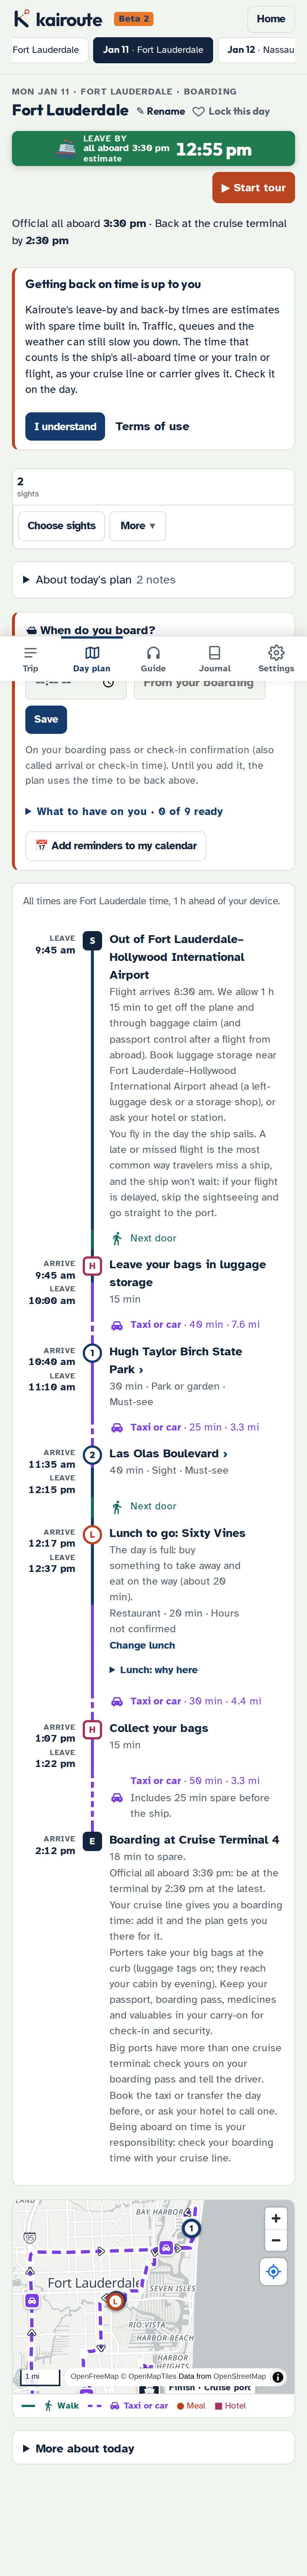 kairoute Beta 2 Home
Fort Lauderdale Jan 11 · Fort Lauderdale Jan 12 · Nassau
MON JAN 11 · FORT LAUDERDALE · BOARDING
Fort Lauderdale ✎ Rename Lock this day
LEAVE BY
all aboard 3:30 pm
estimate
12:55 pm
▶ Start tour
Official all aboard 3:30 pm · Back at the cruise terminal
by 2:30 pm
Getting back on time is up to you
Kairoute's leave-by and back-by times are estimates
with spare time built in. Traffic, queues and the
weather can still slow you down. The time that
counts is the ship's all-aboard time or your train or
flight, as your cruise line or carrier gives it. Check it
on the day.
I understand Terms of use
2
sights
Choose sights More ▾
▶ About today's plan 2 notes
When do you board?
Trip Day plan Guide Journal Settings
From your boarding
Save
On your boarding pass or check-in confirmation (also
called arrival or check-in time). Until you add it, the
plan uses the time to be back above.
▶ What to have on you · 0 of 9 ready
Add reminders to my calendar
All times are Fort Lauderdale time, 1 h ahead of your device.
LEAVE
9:45 am
S
Out of Fort Lauderdale–
Hollywood International
Airport
Flight arrives 8:30 am. We allow 1 h
15 min to get off the plane and
through baggage claim (and
passport control after a flight from
abroad). Book luggage storage near
Fort Lauderdale–Hollywood
International Airport ahead (a left-
luggage desk or a storage shop), or
ask your hotel or station.
You fly in the day the ship sails. A
late or missed flight is the most
common way travelers miss a ship,
and the ship won't wait: if your flight
is delayed, skip the sightseeing and
go straight to the port.
Next door
ARRIVE
9:45 am
LEAVE
10:00 am
H
Leave your bags in luggage
storage
15 min
Taxi or car · 40 min · 7.6 mi
ARRIVE
10:40 am
LEAVE
11:10 am
1
Hugh Taylor Birch State
Park ›
30 min · Park or garden ·
Must-see
Taxi or car · 25 min · 3.3 mi
ARRIVE
11:35 am
LEAVE
12:15 pm
2
Las Olas Boulevard ›
40 min · Sight · Must-see
Next door
ARRIVE
12:17 pm
LEAVE
12:37 pm
L
Lunch to go: Sixty Vines
The day is full: buy
something to take away and
eat on the way (about 20
min).
Restaurant · 20 min · Hours
not confirmed
Change lunch
▶ Lunch: why here
Taxi or car · 30 min · 4.4 mi
ARRIVE
1:07 pm
LEAVE
1:22 pm
H
Collect your bags
15 min
Taxi or car · 50 min · 3.3 mi
Includes 25 min spare before
the ship.
ARRIVE
2:12 pm
E
Boarding at Cruise Terminal 4
18 min to spare.
Official all aboard 3:30 pm: be at the
terminal by 2:30 pm at the latest.
Your cruise line gives you a boarding
time: add it and the plan gets you
there for it.
Porters take your big bags at the
curb (luggage tags on; they reach
your cabin by evening). Keep your
passport, boarding pass, medicines
and valuables in your carry-on for
check-in and security.
Big ports have more than one cruise
terminal: check yours on your
boarding pass and tell the driver.
Book the taxi or transfer the day
before, or ask your hotel to call one.
Being aboard on time is your
responsibility: check your boarding
time with your cruise line.
BAY HARBOR
1
95
Fort Lauderdale
SEVEN ISLES
L
RIO VISTA
HARBOR BEACH
HARBOR
HEIGHTS
1 mi
OpenFreeMap © OpenMapTiles Data from OpenStreetMap
Finish · Cruise port
Walk Taxi or car Meal Hotel
▶ More about today